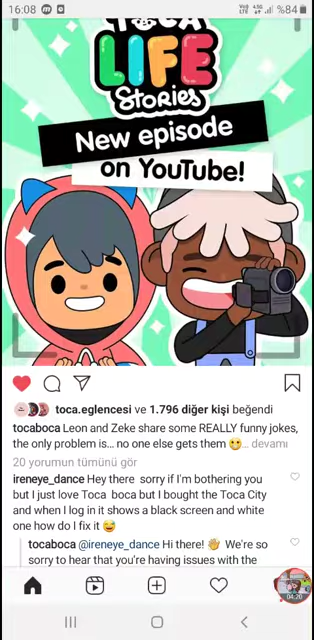 16:08
%84
TOCA
LIFE
Stories
New episode
on YouTube!
toca.eglencesi ve 1.796 diğer kişi beğendi
tocaboca Leon and Zeke share some REALLY funny jokes,
the only problem is... no one else gets them 😬... devamı
20 yorumun tümünü gör
ireneye_dance Hey there sorry if I'm bothering you
but I just love Toca boca but I bought the Toca City
and when I log in it shows a black screen and white
one how do I fix it 😅
tocaboca @ireneye_dance Hi there! 👋 We're so
sorry to hear that you're having issues with the
04:20